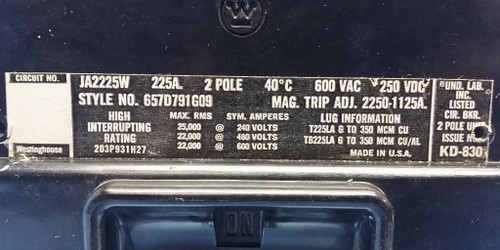 CIRCUIT NO.
Westinghouse
JA2225W 225A. 2 POLE 40°C 600 VAC 250 VDC
STYLE NO. 657D791G09 MAG. TRIP ADJ. 2250-1125A.
HIGH
INTERRUPTING
RATING
203P931H27
MAX. RMS SYM. AMPERES
25,000 @ 240 VOLTS
22,000 @ 480 VOLTS
22,000 @ 600 VOLTS
LUG INFORMATION
T225LA 6 TO 350 MCM CU
TB225LA 6 TO 350 MCM CU/AL
MADE IN U.S.A.
UND. LAB.
INC.
LISTED
CIR. BKR.
2 POLE UNIT
ISSUE NO.
KD-830
ON